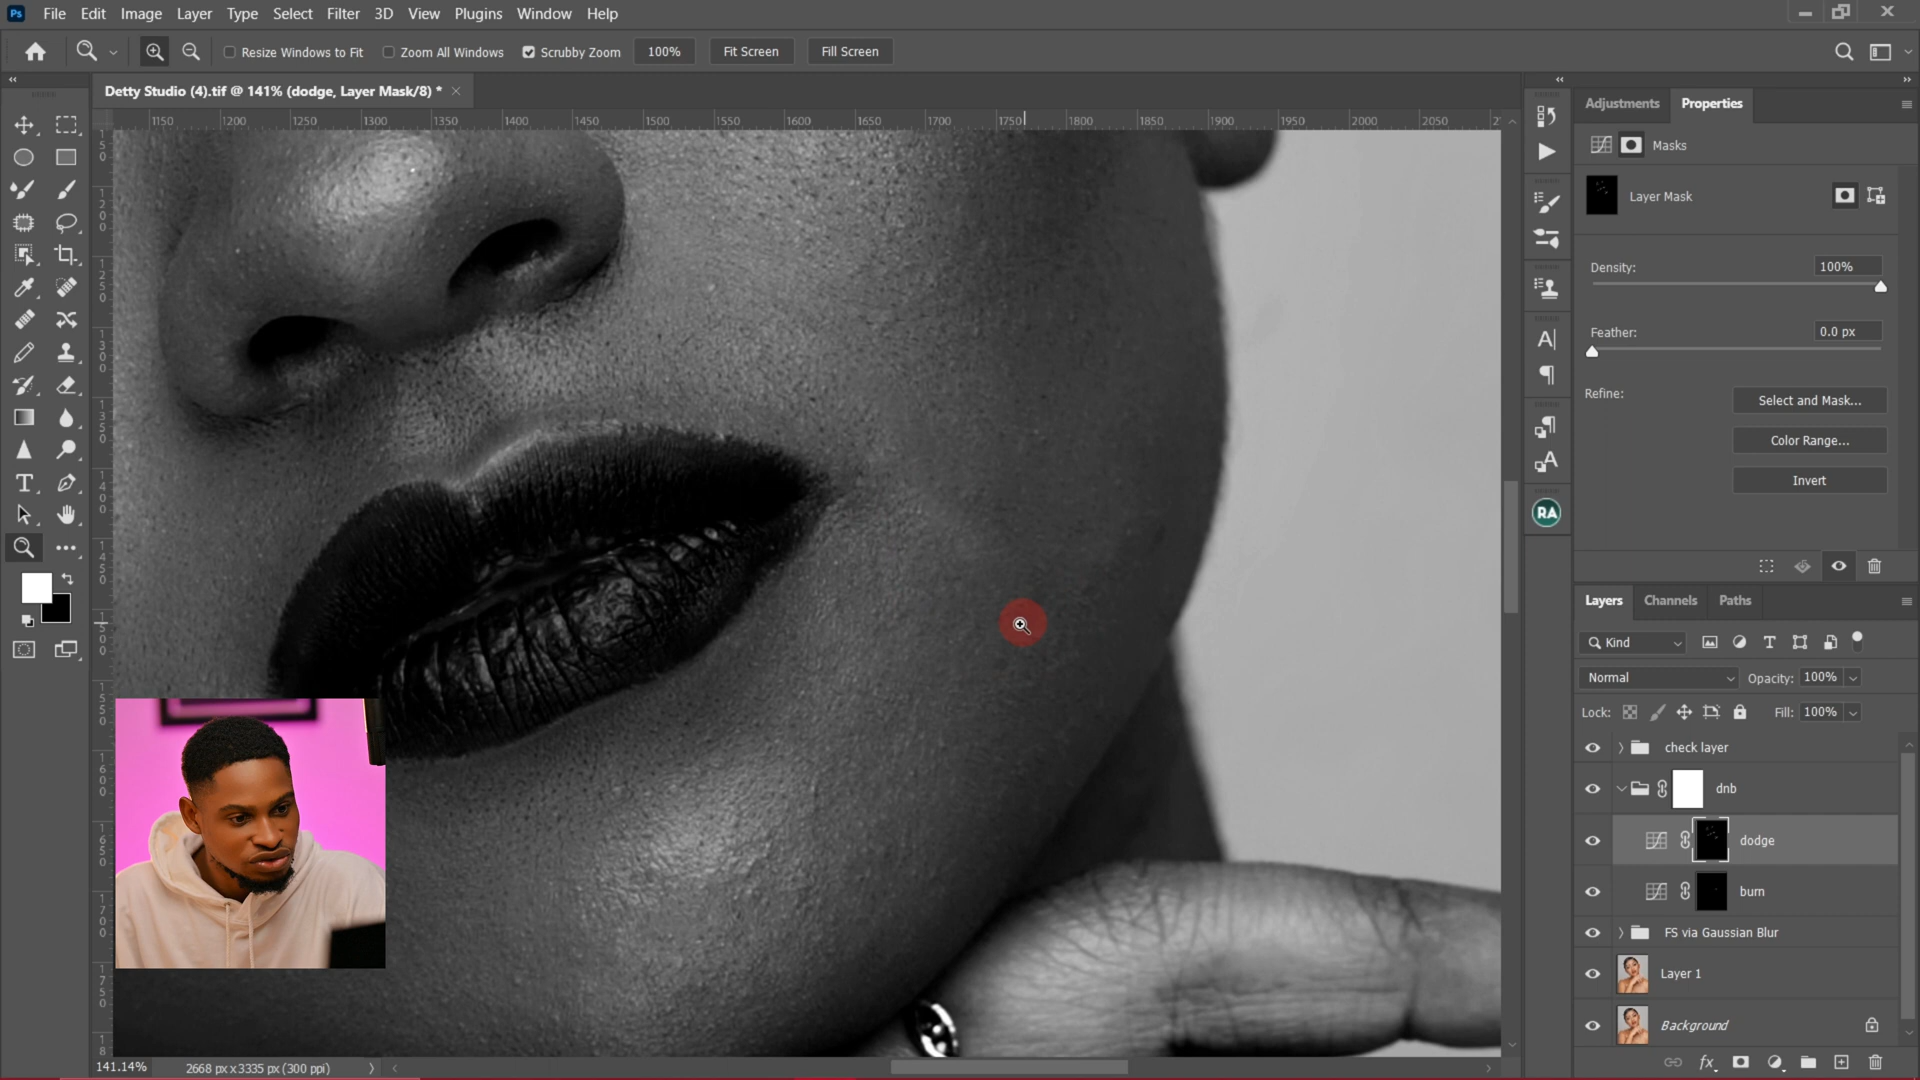 Ps File Edit Image Layer Type Select Filter 3D View Plugins Window Help
Resize Windows to Fit Zoom All Windows Scrubby Zoom 100% Fit Screen Fill Screen
Detty Studio (4).tif @ 141% (dodge, Layer Mask/8) *
1150 1200 1250 1300 1350 1400 1450 1500 1550 1600 1650 1700 1750 1800 1850 1900 1950 2000 2050
Adjustments Properties
Masks
Layer Mask
Density: 100%
Feather: 0.0 px
Refine: Select and Mask...
Color Range...
Invert
RA
Layers Channels Paths
Kind
Normal Opacity: 100%
Lock: Fill: 100%
check layer
dnb
dodge
burn
FS via Gaussian Blur
Layer 1
Background
141.14% 2668 px x 3335 px (300 ppi)